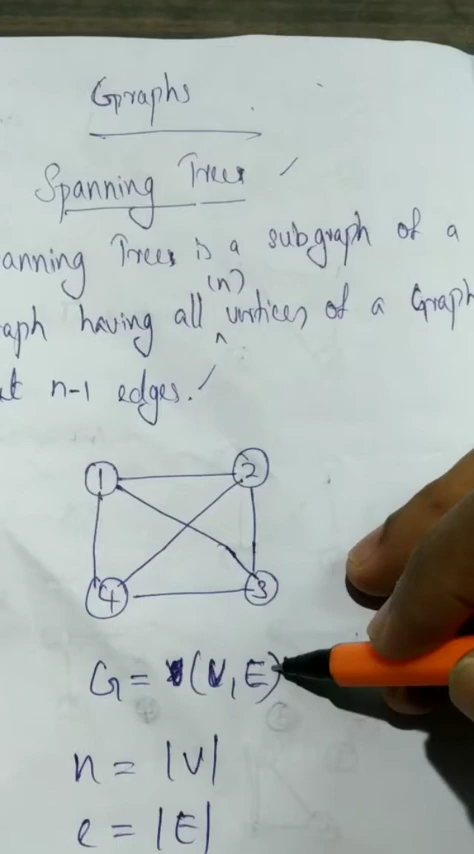 Graphs
Spanning Trees
anning Trees is a subgraph of a
(n)
raph having all vertices of a Graph
n-1 edges.
1
2
4
3
G = (V, E)
n = |V|
e = |E|